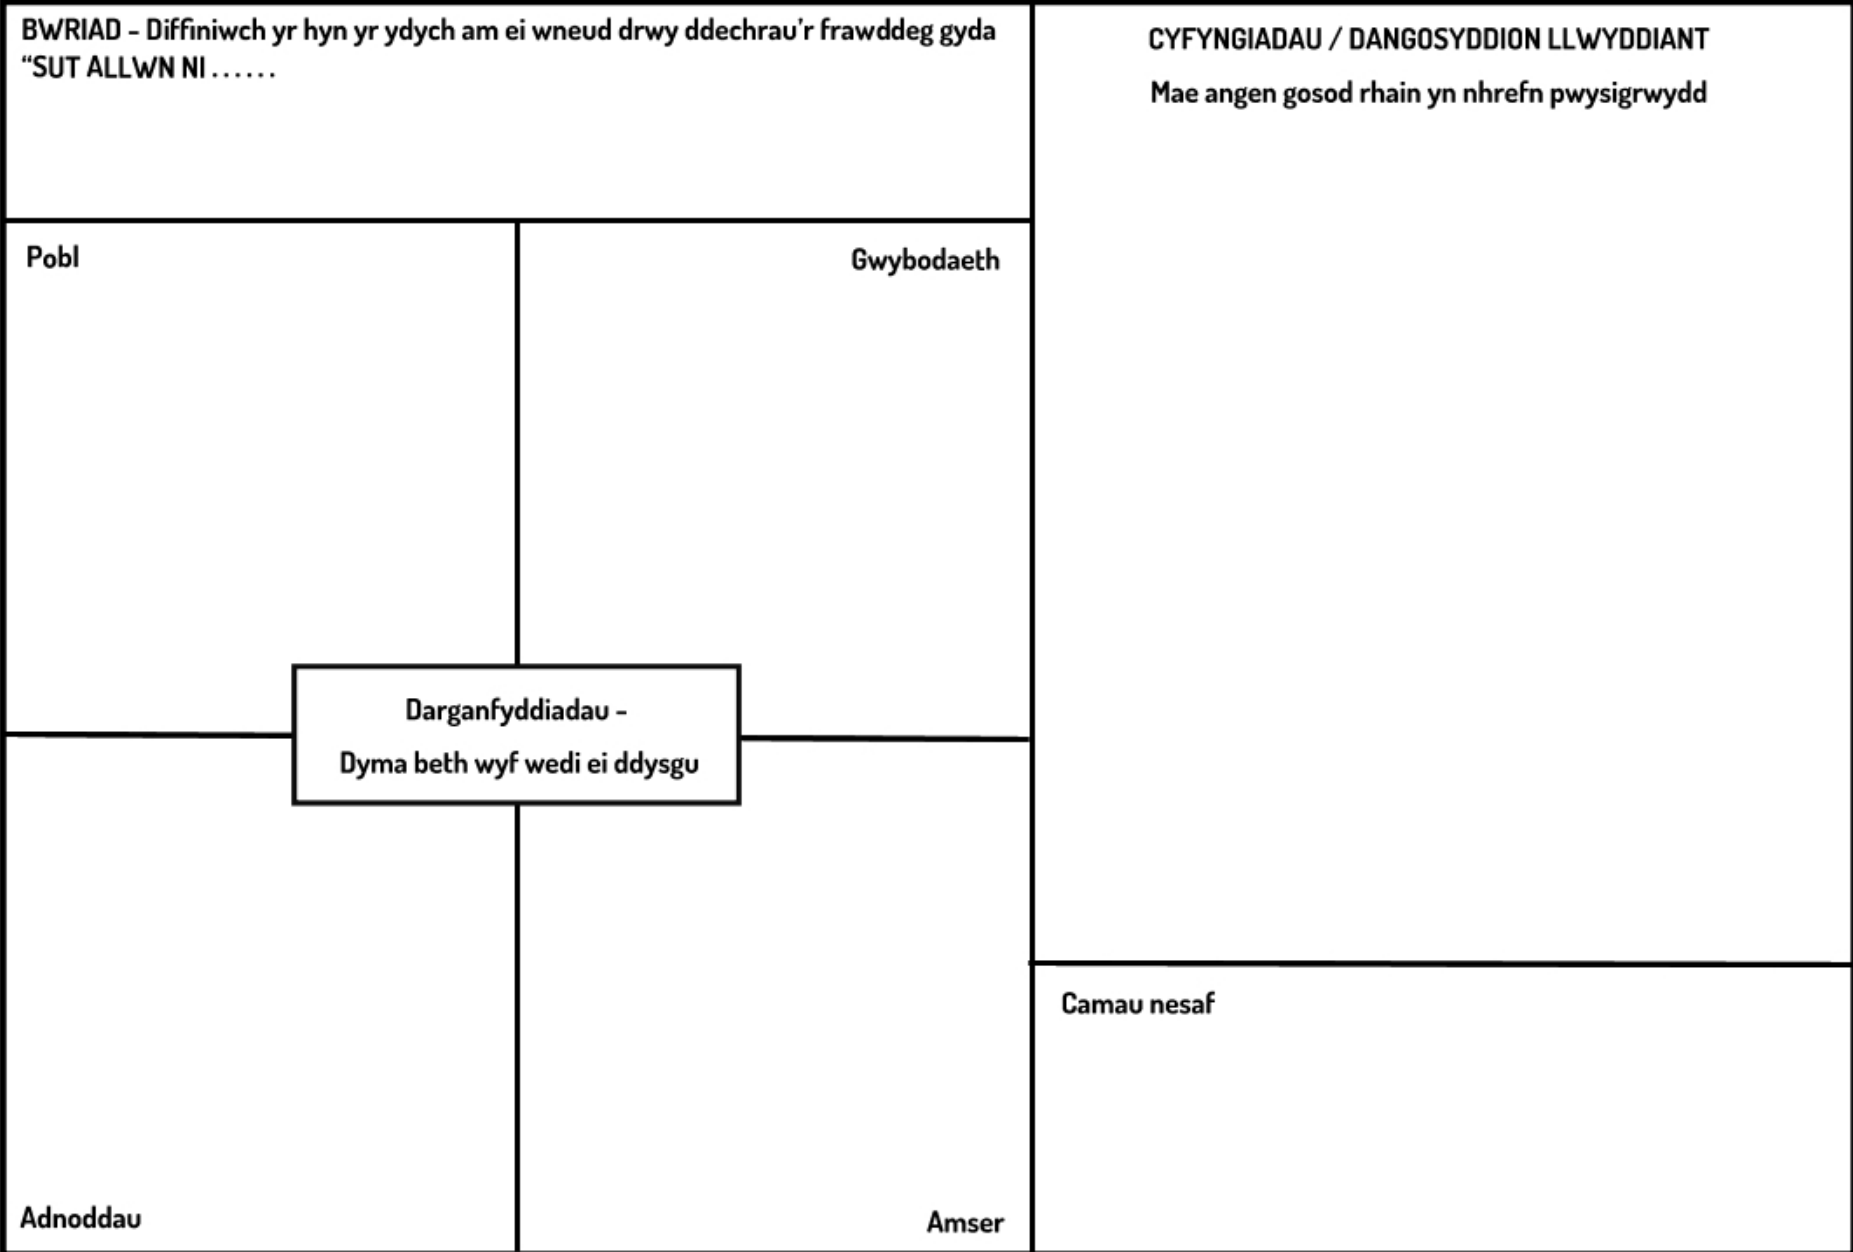 BWRIAD - Diffiniwch yr hyn yr ydych am ei wneud drwy ddechrau'r frawddeg gyda
“SUT ALLWN NI......
CYFYNGIADAU / DANGOSYDDION LLWYDDIANT
Mae angen gosod rhain yn nhrefn pwysigrwydd
Pobl
Gwybodaeth
Darganfyddiadau -
Dyma beth wyf wedi ei ddysgu
Adnoddau
Amser
Camau nesaf